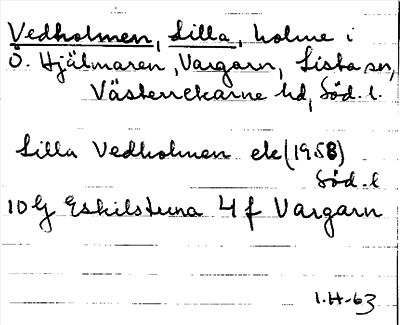 Vedholmen, Lilla, holme i
Ö. Hjälmaren, Vargarn, Lista sn,
Västerrekarne hd, Söd. l.
Lilla Vedholmen ek (1958)
Söd. l
10 G Eskilstuna 4 f Vargarn
I.H-63